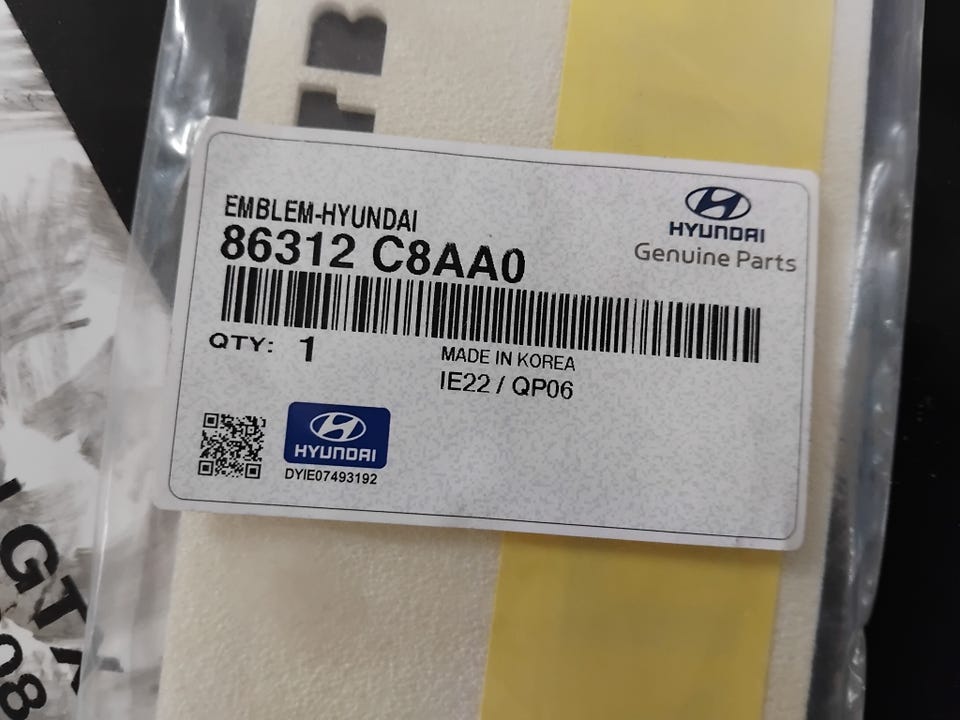 EMBLEM-HYUNDAI
86312 C8AA0
HYUNDAI
Genuine Parts
QTY: 1
MADE IN KOREA
IE22 / QP06
HYUNDAI
DYIE07493192